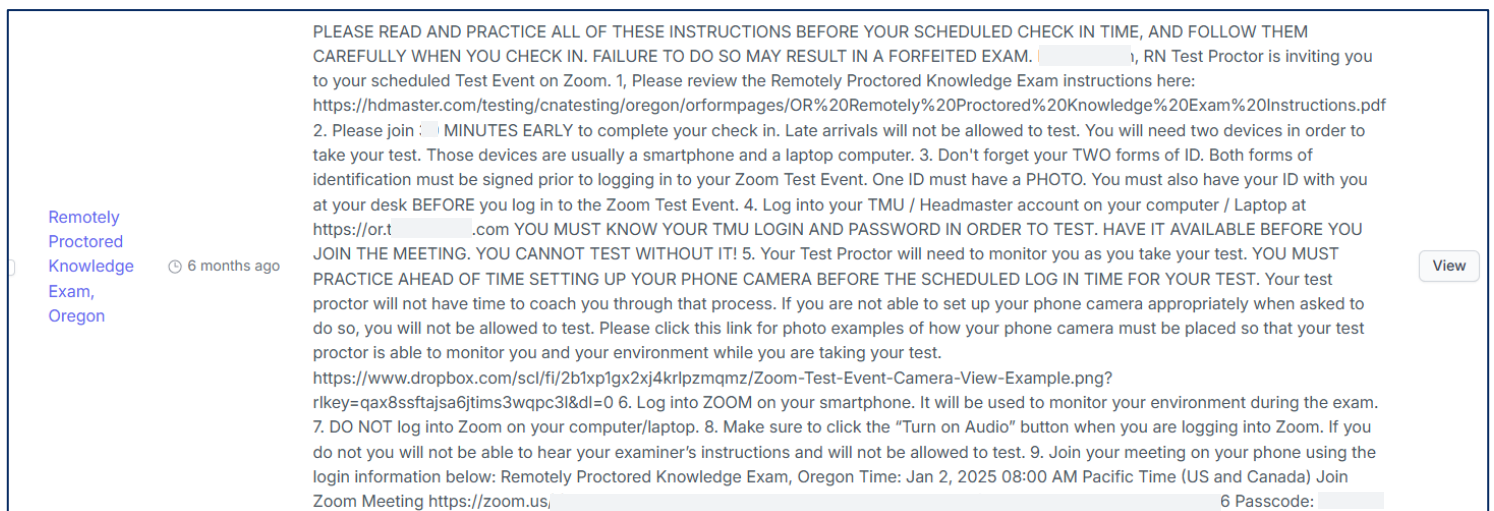 PLEASE READ AND PRACTICE ALL OF THESE INSTRUCTIONS BEFORE YOUR SCHEDULED CHECK IN TIME, AND FOLLOW THEM
CAREFULLY WHEN YOU CHECK IN. FAILURE TO DO SO MAY RESULT IN A FORFEITED EXAM. , RN Test Proctor is inviting you
to your scheduled Test Event on Zoom. 1, Please review the Remotely Proctored Knowledge Exam instructions here:
https://hdmaster.com/testing/cnatesting/oregon/orformpages/OR%20Remotely%20Proctored%20Knowledge%20Exam%20Instructions.pdf
2. Please join MINUTES EARLY to complete your check in. Late arrivals will not be allowed to test. You will need two devices in order to
take your test. Those devices are usually a smartphone and a laptop computer. 3. Don't forget your TWO forms of ID. Both forms of
identification must be signed prior to logging in to your Zoom Test Event. One ID must have a PHOTO. You must also have your ID with you
at your desk BEFORE you log in to the Zoom Test Event. 4. Log into your TMU / Headmaster account on your computer / Laptop at
https://or.t .com YOU MUST KNOW YOUR TMU LOGIN AND PASSWORD IN ORDER TO TEST. HAVE IT AVAILABLE BEFORE YOU
JOIN THE MEETING. YOU CANNOT TEST WITHOUT IT! 5. Your Test Proctor will need to monitor you as you take your test. YOU MUST
PRACTICE AHEAD OF TIME SETTING UP YOUR PHONE CAMERA BEFORE THE SCHEDULED LOG IN TIME FOR YOUR TEST. Your test
proctor will not have time to coach you through that process. If you are not able to set up your phone camera appropriately when asked to
do so, you will not be allowed to test. Please click this link for photo examples of how your phone camera must be placed so that your test
proctor is able to monitor you and your environment while you are taking your test.
https://www.dropbox.com/scl/fi/2b1xp1gx2xj4krlpzmqmz/Zoom-Test-Event-Camera-View-Example.png?
rlkey=qax8ssftajsa6jtims3wqpc3l&dl=0 6. Log into ZOOM on your smartphone. It will be used to monitor your environment during the exam.
7. DO NOT log into Zoom on your computer/laptop. 8. Make sure to click the “Turn on Audio” button when you are logging into Zoom. If you
do not you will not be able to hear your examiner’s instructions and will not be allowed to test. 9. Join your meeting on your phone using the
login information below: Remotely Proctored Knowledge Exam, Oregon Time: Jan 2, 2025 08:00 AM Pacific Time (US and Canada) Join
Zoom Meeting https://zoom.us/ 6 Passcode:
Remotely
Proctored
Knowledge
Exam,
Oregon
6 months ago
View